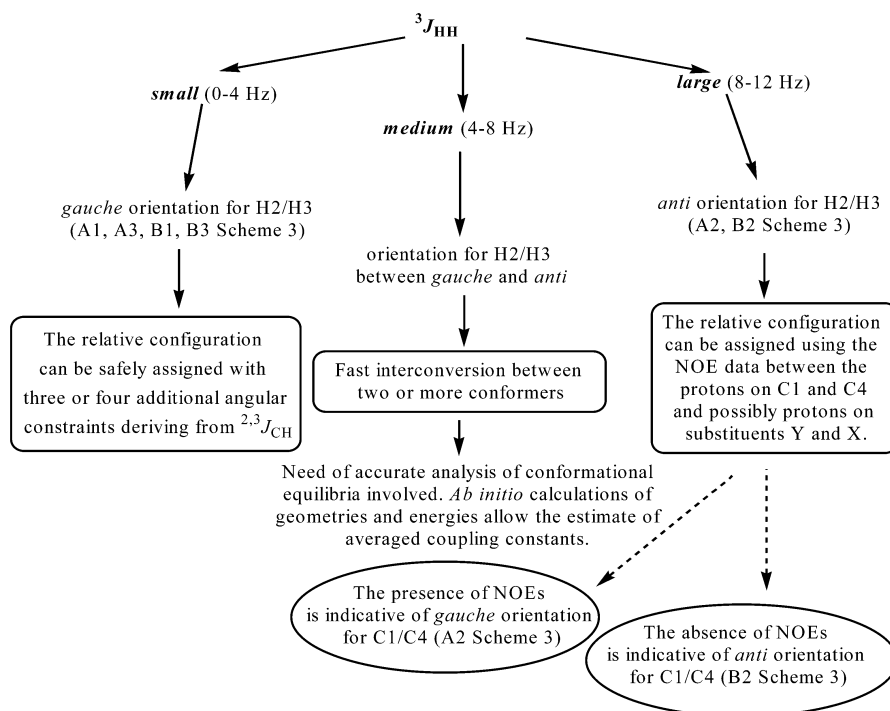 ³J_HH
small (0-4 Hz)
medium (4-8 Hz)
large (8-12 Hz)
gauche orientation for H2/H3
(A1, A3, B1, B3 Scheme 3)
orientation for H2/H3
between gauche and anti
anti orientation for H2/H3
(A2, B2 Scheme 3)
The relative configuration
can be safely assigned with
three or four additional angular
constraints deriving from ²,³J_CH
Fast interconversion between
two or more conformers
The relative configuration
can be assigned using the
NOE data between the
protons on C1 and C4
and possibly protons on
substituents Y and X.
Need of accurate analysis of conformational
equilibria involved. Ab initio calculations of
geometries and energies allow the estimate of
averaged coupling constants.
The presence of NOEs
is indicative of gauche orientation
for C1/C4 (A2 Scheme 3)
The absence of NOEs
is indicative of anti orientation
for C1/C4 (B2 Scheme 3)